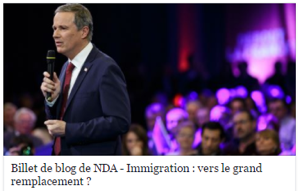 Billet de blog de NDA - Immigration : vers le grand
remplacement ?